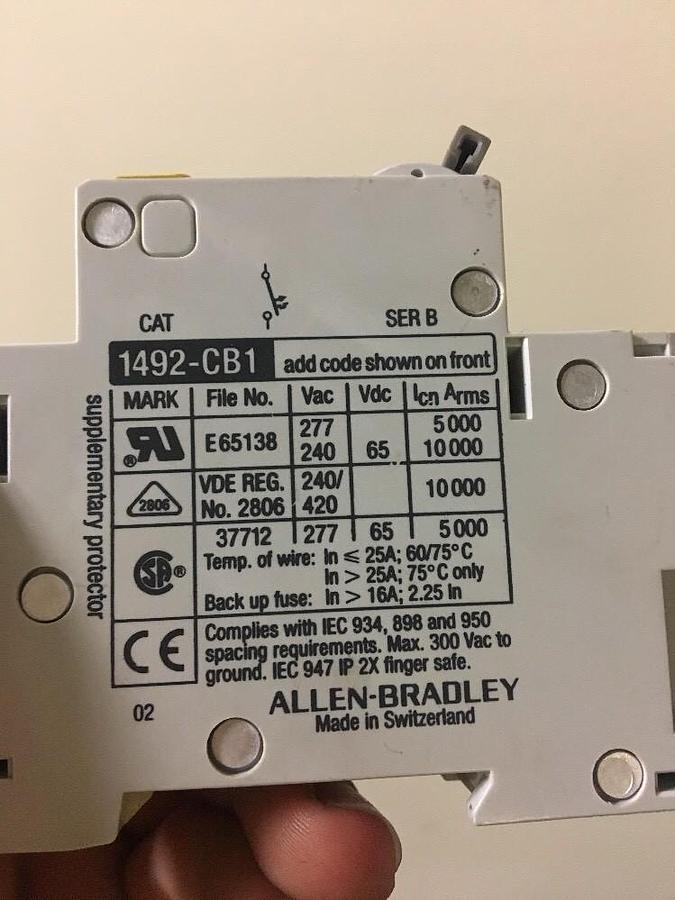 CAT SER B
1492-CB1 add code shown on front
MARK File No. Vac Vdc Icn Arms
RU ® E65138 277 5 000
240 65 10 000
2806 VDE REG. 240/ 10 000
No. 2806 420
SA ® 37712 277 65 5 000
Temp. of wire: In ≤ 25A; 60/75°C
In > 25A; 75°C only
Back up fuse: In > 16A; 2.25 In
CE Complies with IEC 934, 898 and 950
spacing requirements. Max. 300 Vac to
ground. IEC 947 IP 2X finger safe.
supplementary protector
02 ALLEN-BRADLEY
Made in Switzerland